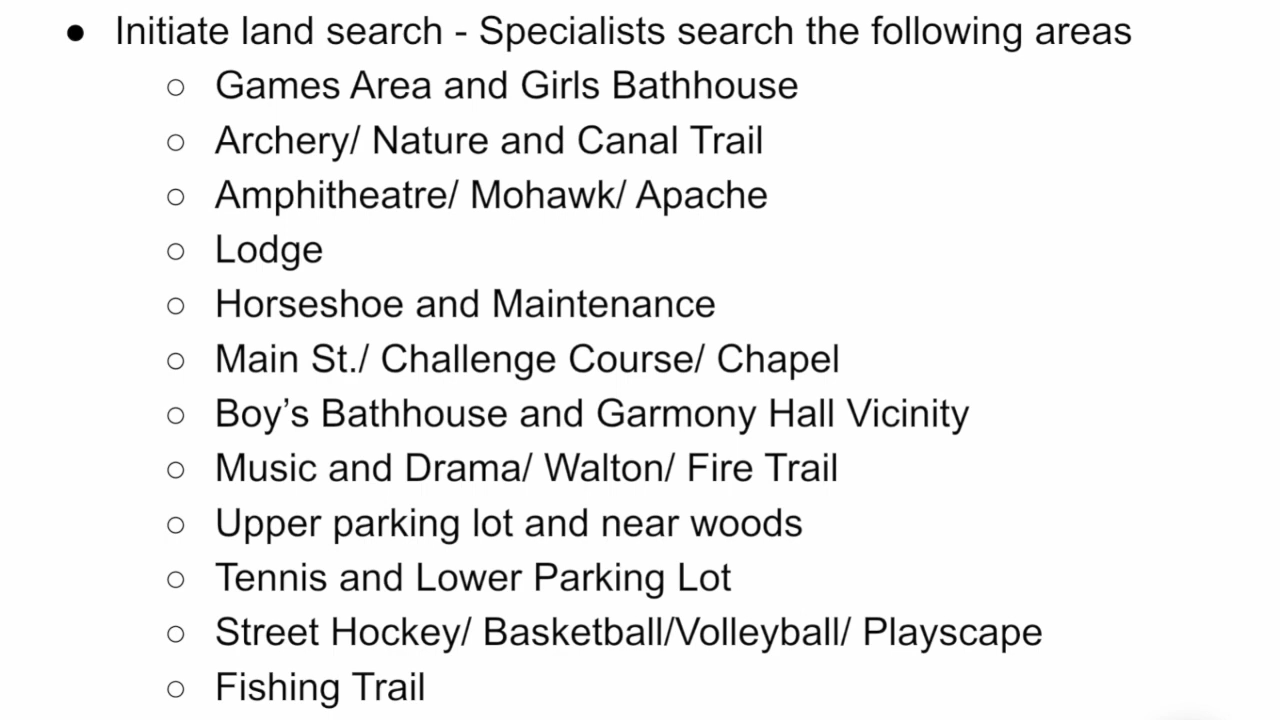 ● Initiate land search - Specialists search the following areas
○ Games Area and Girls Bathhouse
○ Archery/ Nature and Canal Trail
○ Amphitheatre/ Mohawk/ Apache
○ Lodge
○ Horseshoe and Maintenance
○ Main St./ Challenge Course/ Chapel
○ Boy’s Bathhouse and Garmony Hall Vicinity
○ Music and Drama/ Walton/ Fire Trail
○ Upper parking lot and near woods
○ Tennis and Lower Parking Lot
○ Street Hockey/ Basketball/Volleyball/ Playscape
○ Fishing Trail